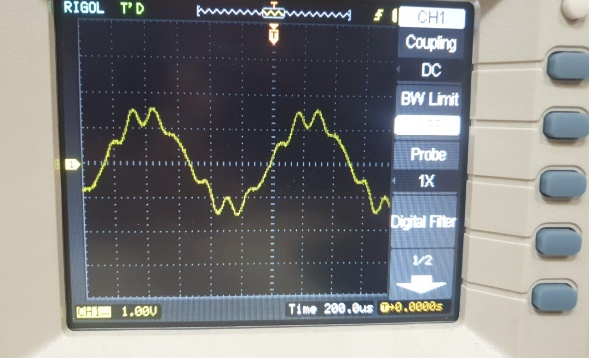 RIGOL T'D
CH1
Coupling
DC
BW Limit
Probe
1X
Digital Filter
1/2
1
T
CH1 1.00V Time 200.0us T→0.0000s